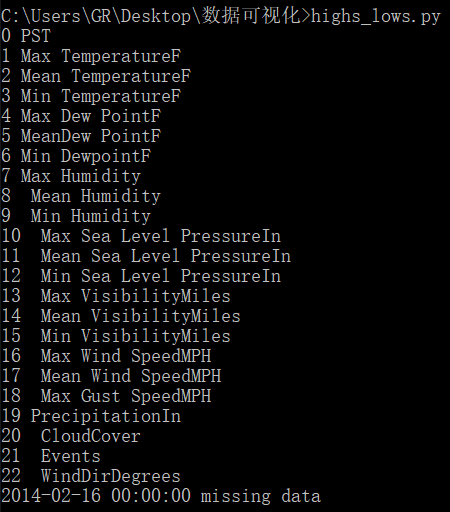 C:\Users\GR\Desktop\数据可视化>highs_lows.py
0 PST
1 Max TemperatureF
2 Mean TemperatureF
3 Min TemperatureF
4 Max Dew PointF
5 MeanDew PointF
6 Min DewpointF
7 Max Humidity
8  Mean Humidity
9  Min Humidity
10  Max Sea Level PressureIn
11  Mean Sea Level PressureIn
12  Min Sea Level PressureIn
13  Max VisibilityMiles
14  Mean VisibilityMiles
15  Min VisibilityMiles
16  Max Wind SpeedMPH
17  Mean Wind SpeedMPH
18  Max Gust SpeedMPH
19 PrecipitationIn
20  CloudCover
21  Events
22  WindDirDegrees
2014-02-16 00:00:00 missing data